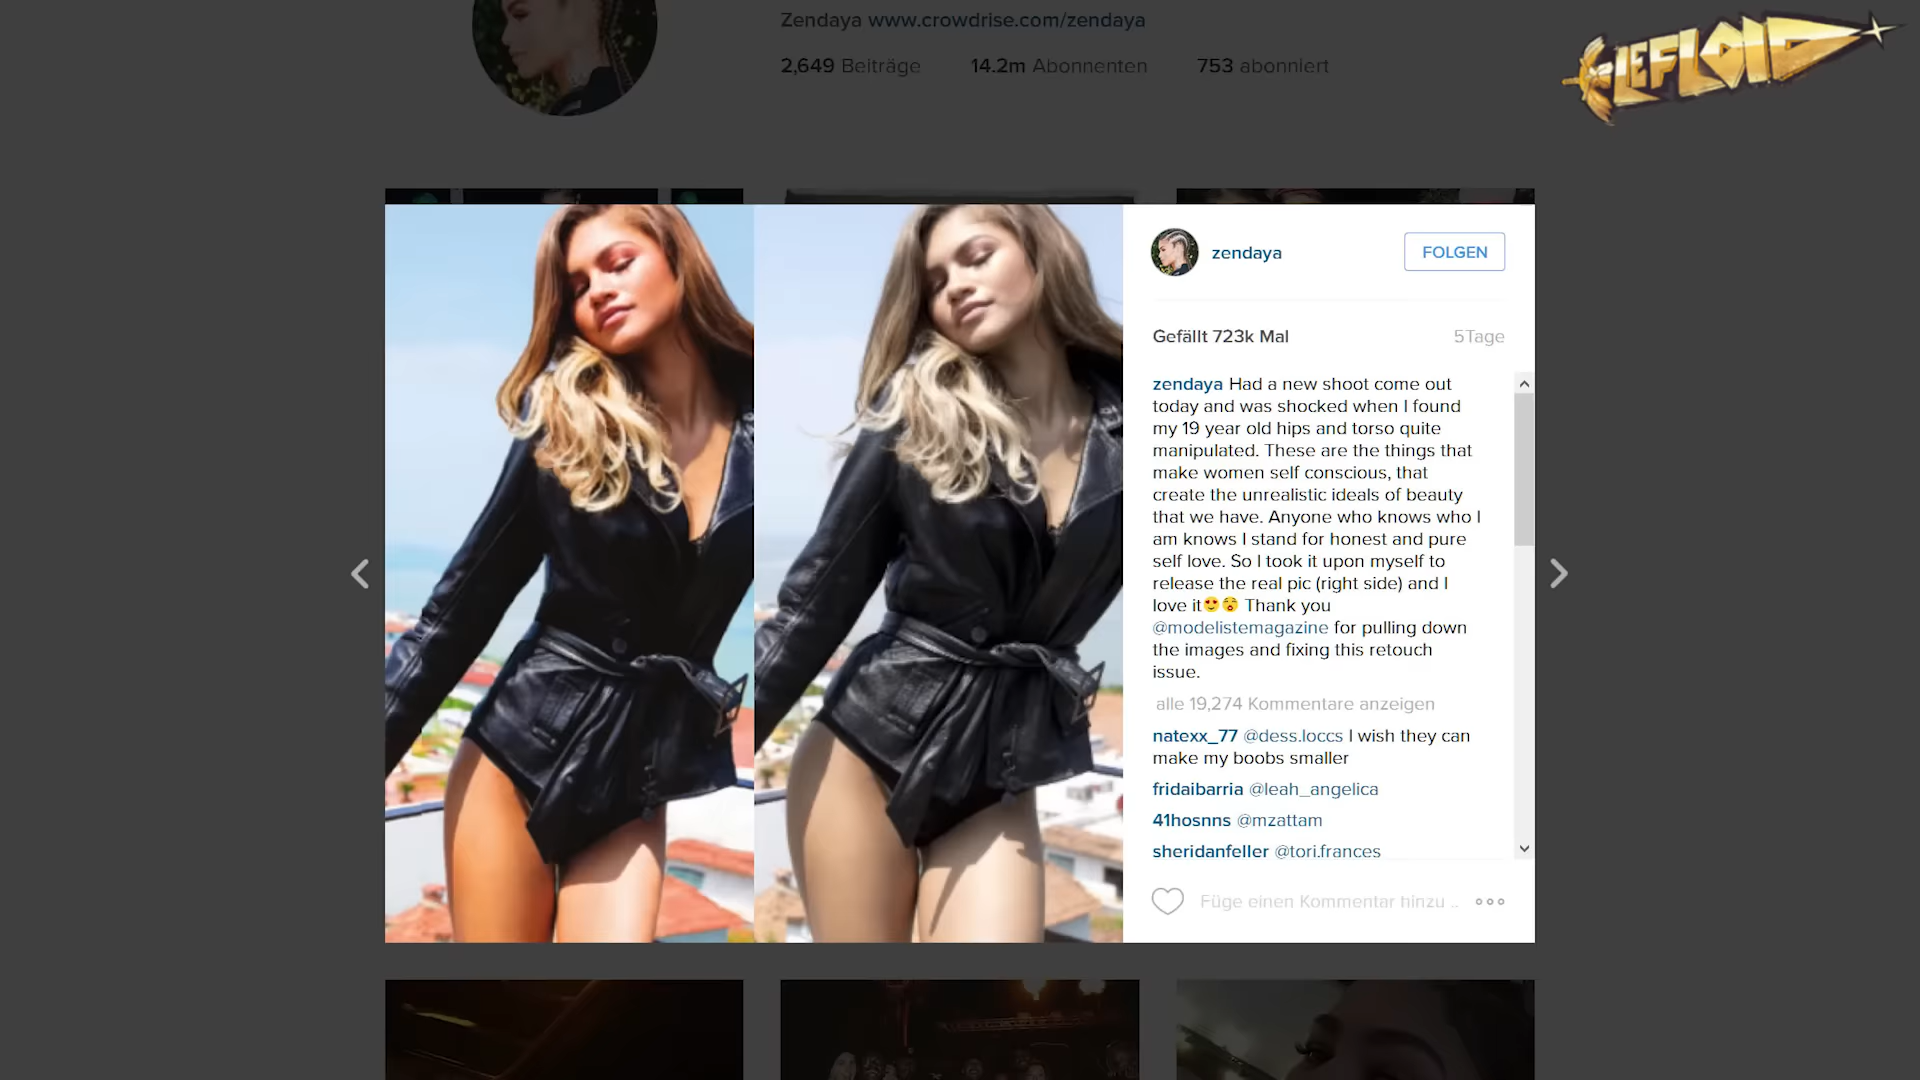 Zendaya www.crowdrise.com/zendaya
2,649 Beiträge 14.2m Abonnenten 753 abonniert
LEFLOID
zendaya FOLGEN
Gefällt 723k Mal 5Tage
zendaya Had a new shoot come out
today and was shocked when I found
my 19 year old hips and torso quite
manipulated. These are the things that
make women self conscious, that
create the unrealistic ideals of beauty
that we have. Anyone who knows who I
am knows I stand for honest and pure
self love. So I took it upon myself to
release the real pic (right side) and I
love it😍😲 Thank you
@modelistemagazine for pulling down
the images and fixing this retouch
issue.
alle 19,274 Kommentare anzeigen
natexx_77 @dess.loccs I wish they can
make my boobs smaller
fridaibarria @leah_angelica
41hosnns @mzattam
sheridanfeller @tori.frances
Füge einen Kommentar hinzu ..